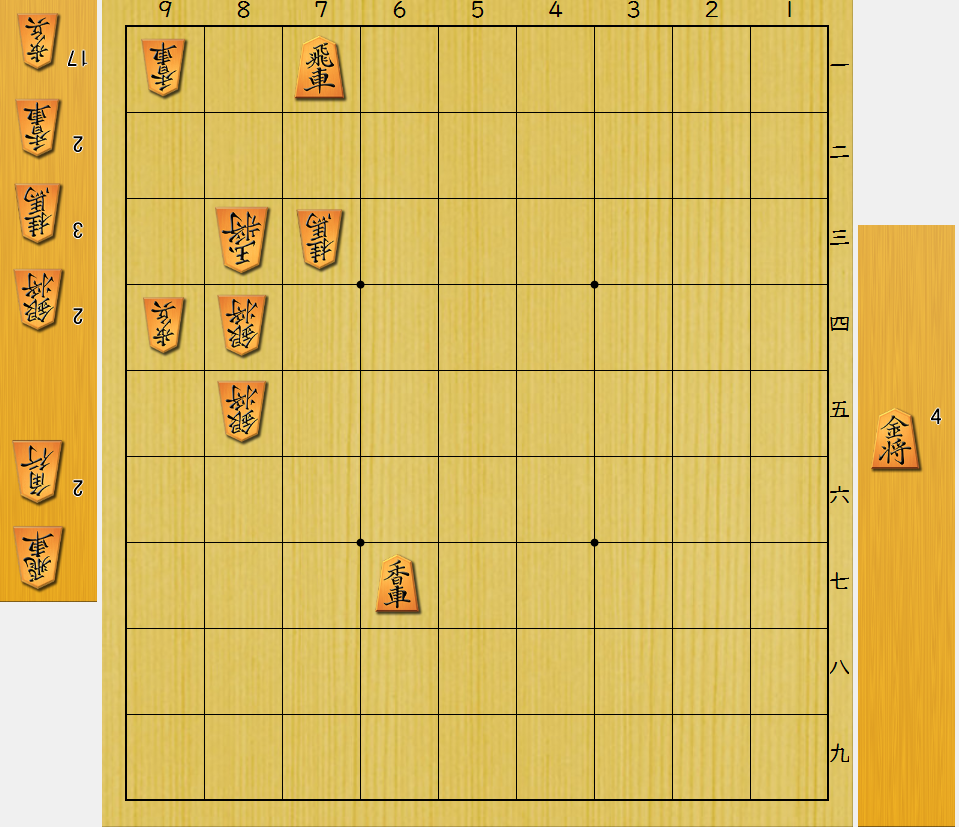 9 8 7 6 5 4 3 2 1
歩兵 17
香車 2
桂馬 3
銀将 2
角行 2
飛車
香車 飛車 一
二
玉将 桂馬 三
歩兵 銀将 四
銀将 五
六
香車 七
八
九
金将 4